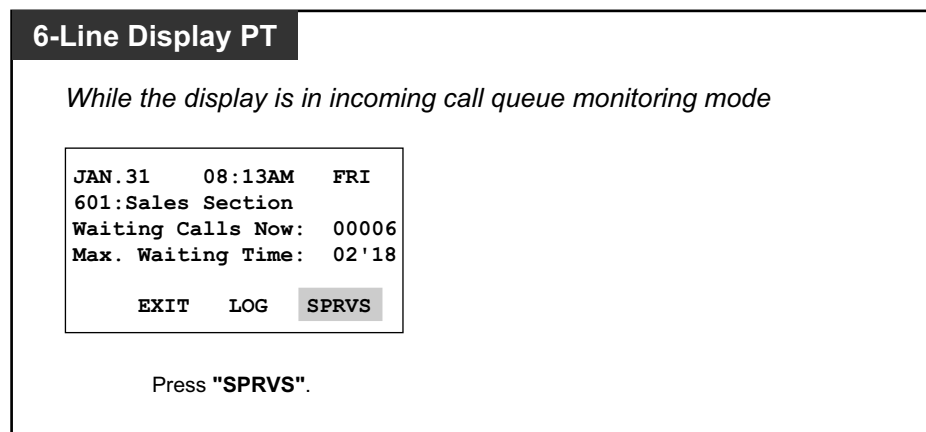 6-Line Display PT
While the display is in incoming call queue monitoring mode
JAN.31 08:13AM FRI
601:Sales Section
Waiting Calls Now: 00006
Max. Waiting Time: 02'18
EXIT LOG SPRVS
Press "SPRVS".